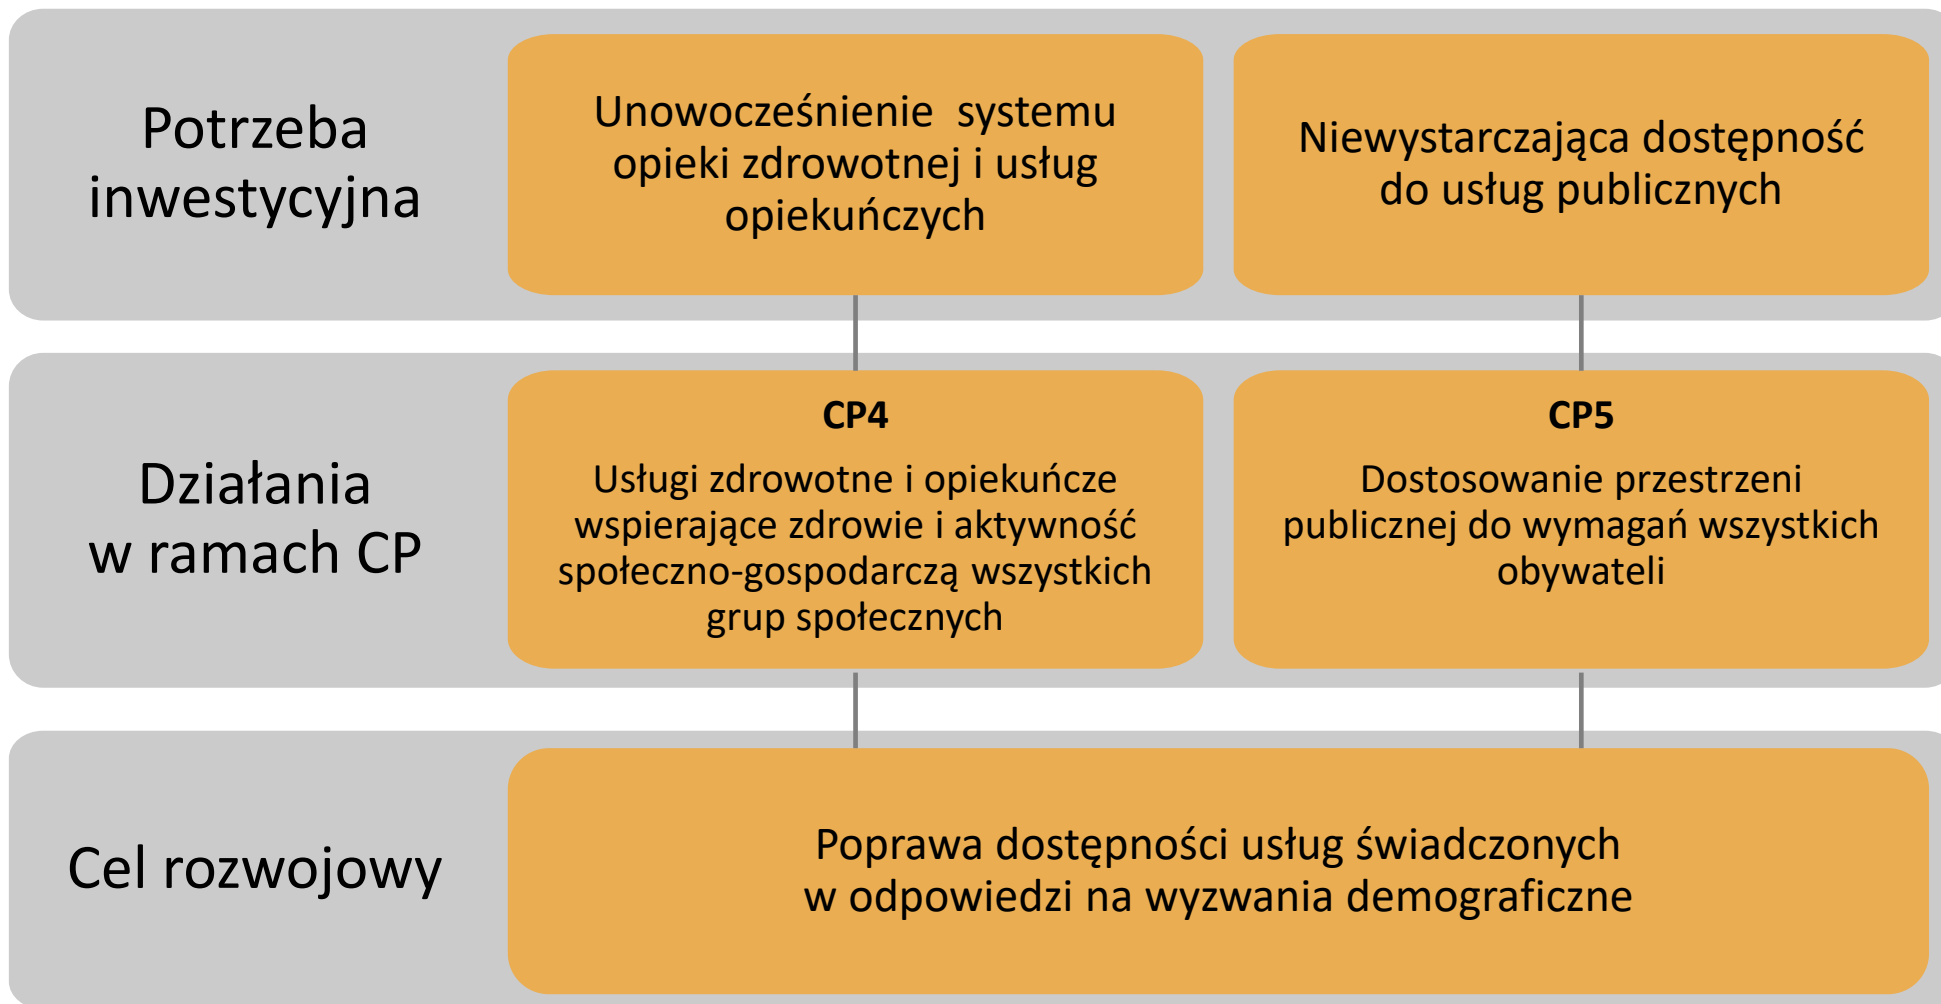 Potrzeba
inwestycyjna
Unowocześnienie systemu
opieki zdrowotnej i usług
opiekuńczych
Niewystarczająca dostępność
do usług publicznych
Działania
w ramach CP
CP4
Usługi zdrowotne i opiekuńcze
wspierające zdrowie i aktywność
społeczno-gospodarczą wszystkich
grup społecznych
CP5
Dostosowanie przestrzeni
publicznej do wymagań wszystkich
obywateli
Cel rozwojowy
Poprawa dostępności usług świadczonych
w odpowiedzi na wyzwania demograficzne